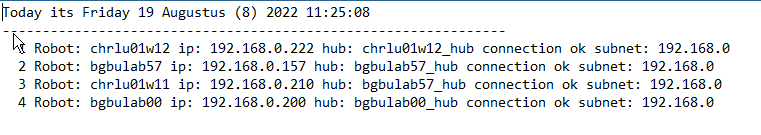 Today its Friday 19 Augustus (8) 2022 11:25:08
---------------------------------------------------------------
1 Robot: chrlu01w12 ip: 192.168.0.222 hub: chrlu01w12_hub connection ok subnet: 192.168.0
2 Robot: bgbulab57 ip: 192.168.0.157 hub: bgbulab57_hub connection ok subnet: 192.168.0
3 Robot: chrlu01w11 ip: 192.168.0.210 hub: bgbulab57_hub connection ok subnet: 192.168.0
4 Robot: bgbulab00 ip: 192.168.0.200 hub: bgbulab00_hub connection ok subnet: 192.168.0